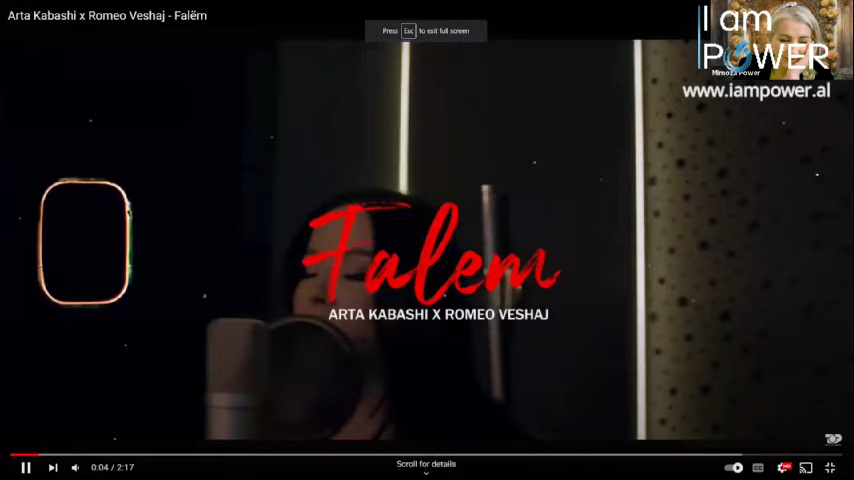 Arta Kabashi x Romeo Veshaj - Falëm
Press Esc to exit full screen
I am
POWER
Mimoza Power
www.iampower.al
Falem
ARTA KABASHI X ROMEO VESHAJ
0:04 / 2:17
Scroll for details
HD